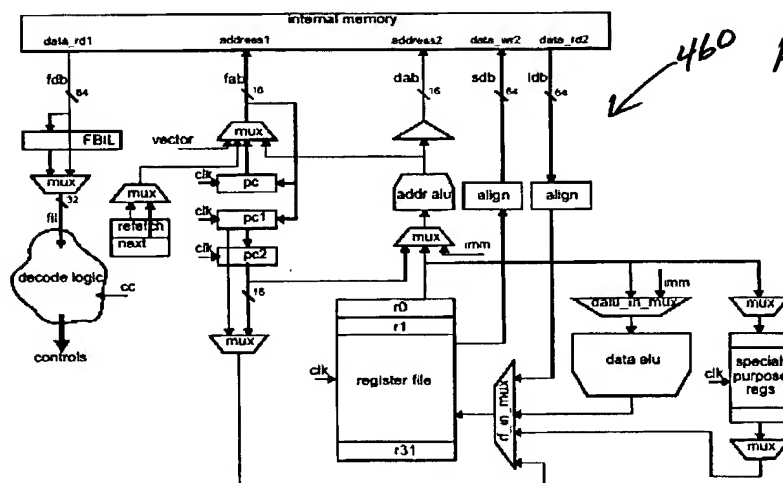 internal memory
data_rd1 address1 address2 data_wr2 data_rd2
460
fdb fab dab sdb ldb
64 16 16 64 64
FBIL
vector
mux
clk pc
mux
mux
32
fil
refetch
next
clk pc1
clk pc2
addr alu
align
align
mux
imm
decode logic
cc
controls
16
mux
r0
r1
register file
clk
r31
imm
dalu_in_mux
data alu
mux
clk
special
purpose
regs
mux